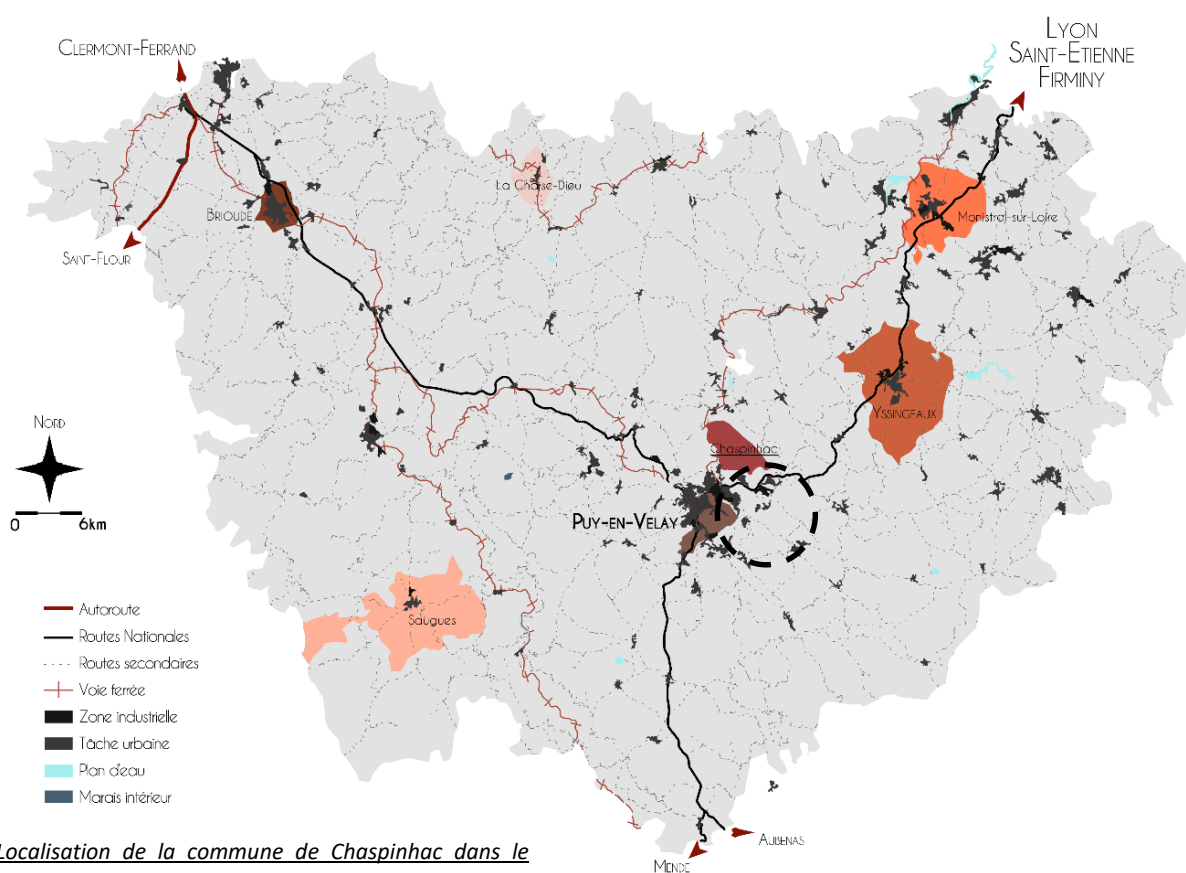 CLERMONT-FERRAND
LYON
SAINT-ETIENNE
FIRMINY
La Chaise-Dieu
BRIOUDE
Monistrol-sur-Loire
SAINT-FLOUR
YSSINGEAUX
NORD
Chaspinhac
0 6km
PUY-EN-VELAY
Saugues
Autoroute
Routes Nationales
Routes secondaires
Voie ferrée
Zone industrielle
Tâche urbaine
Plan d'eau
Marais intérieur
AUBENAS
Localisation de la commune de Chaspinhac dans le
MENDE